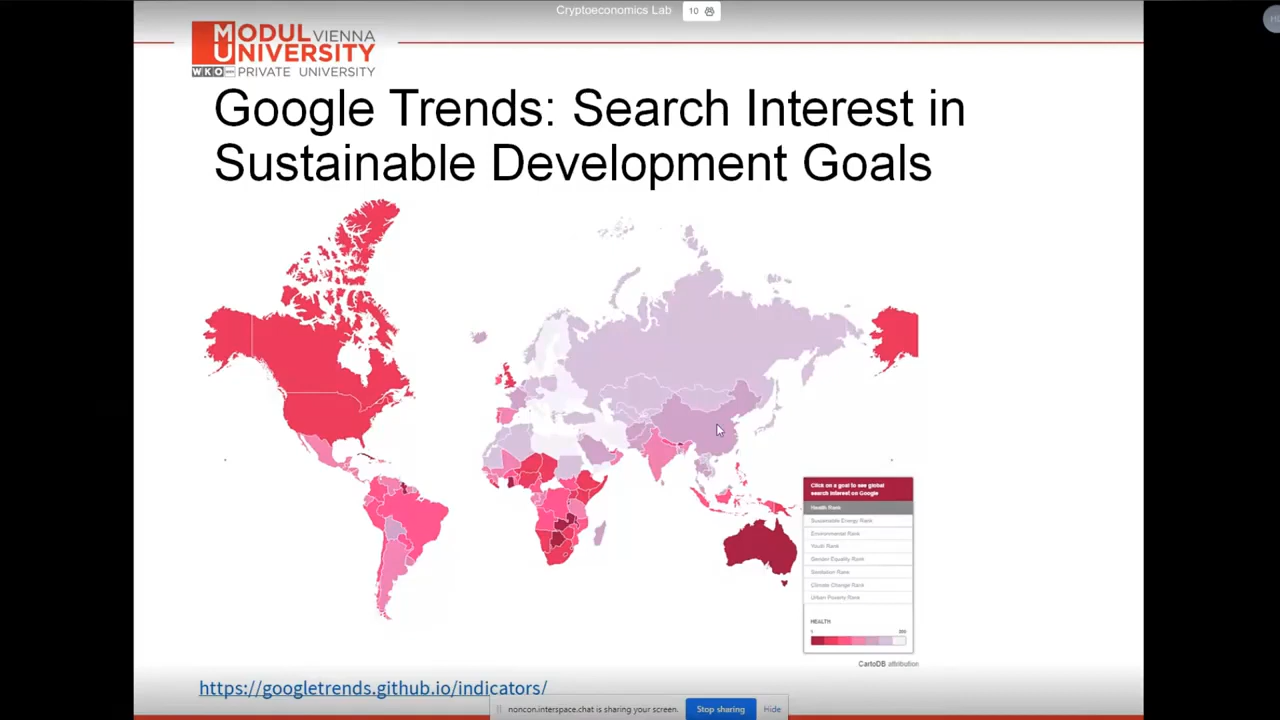 Cryptoeconomics Lab 10
MODUL VIENNA
UNIVERSITY
WKO PRIVATE UNIVERSITY
Google Trends: Search Interest in
Sustainable Development Goals
Click on a goal to see global
search interest on Google
Health Rank
Sustainable Energy Rank
Environmental Rank
Youth Rank
Gender Equality Rank
Sanitation Rank
Climate Change Rank
Urban Poverty Rank
HEALTH
1
CartoDB attribution
https://googletrends.github.io/indicators/
noncon.interspace.chat is sharing your screen. Stop sharing Hide